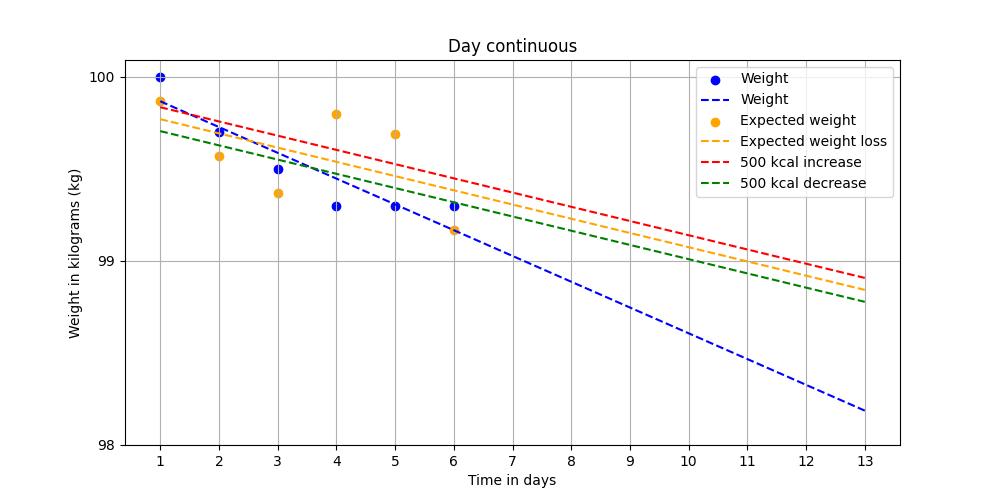 Day continuous
Weight in kilograms (kg)
100
99
98
Weight
Weight
Expected weight
Expected weight loss
500 kcal increase
500 kcal decrease
1 2 3 4 5 6 7 8 9 10 11 12 13
Time in days